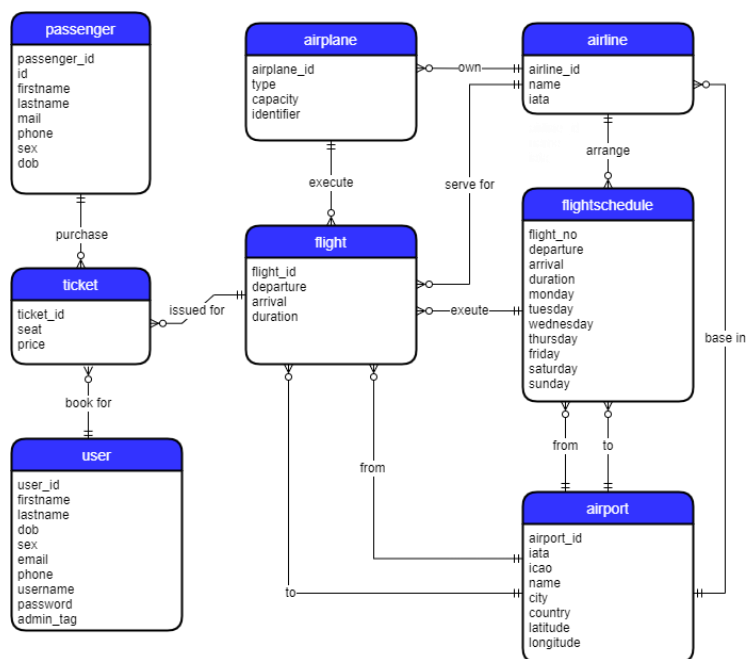 passenger
passenger_id
id
firstname
lastname
mail
phone
sex
dob
airplane
airplane_id
type
capacity
identifier
own
airline
airline_id
name
iata
execute
serve for
arrange
purchase
flight
flight_id
departure
arrival
duration
flightschedule
flight_no
departure
arrival
duration
monday
tuesday
wednesday
thursday
friday
saturday
sunday
ticket
ticket_id
seat
price
issued for
exeute
base in
book for
from
from
to
user
user_id
firstname
lastname
dob
sex
email
phone
username
password
admin_tag
to
airport
airport_id
iata
icao
name
city
country
latitude
longitude